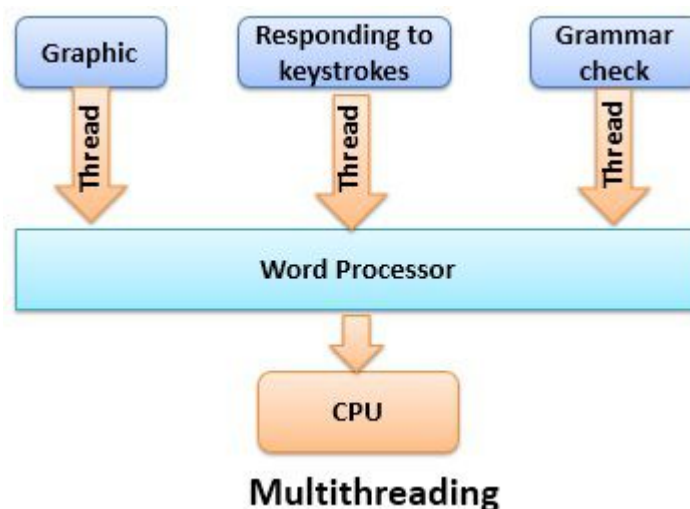 Graphic
Responding to
keystrokes
Grammar
check
Thread
Thread
Thread
Word Processor
CPU
Multithreading